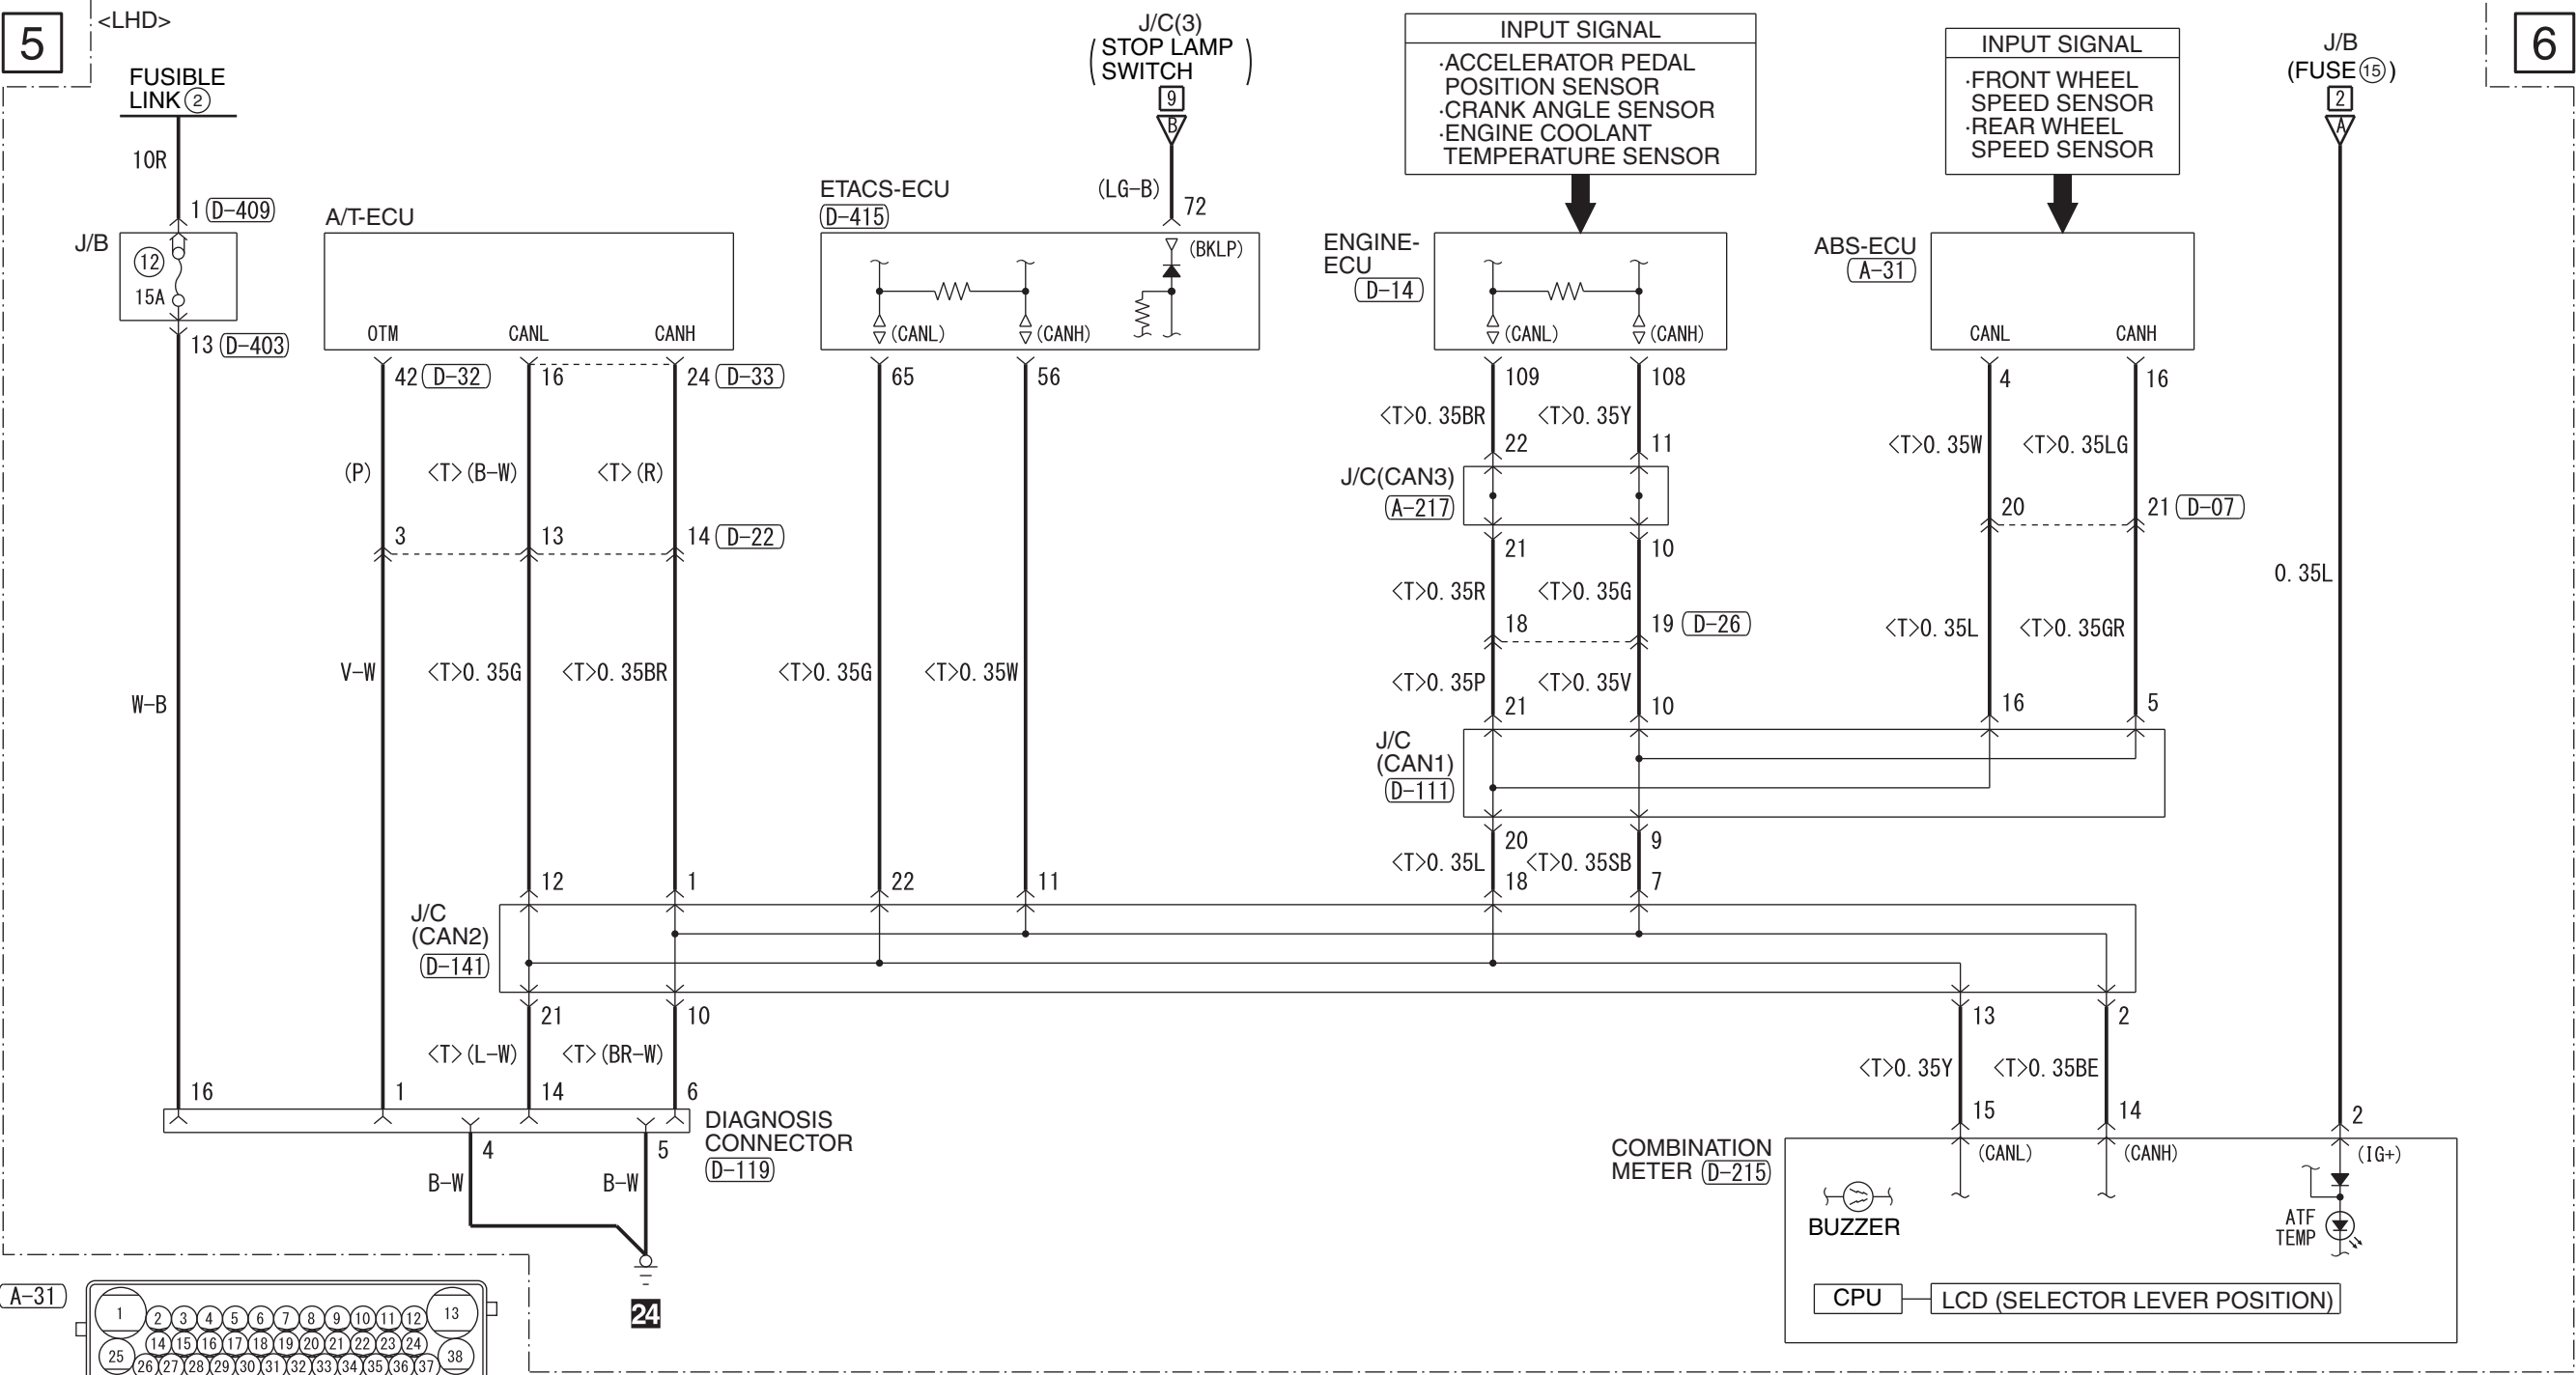 5
<LHD>
FUSIBLE
LINK②
10R
1 D-409
J/B
⑫
15A
13 D-403
W-B
16
A/T-ECU
OTM
CANL
CANH
42 D-32
16
24 D-33
(P)
<T>(B-W)
<T>(R)
3
13
14 D-22
V-W
<T>0.35G
<T>0.35BR
12
1
J/C(3)
(STOP LAMP
SWITCH)
9
B
(LG-B)
72
ETACS-ECU
D-415
(BKLP)
(CANL)
(CANH)
65
56
<T>0.35G
<T>0.35W
22
11
INPUT SIGNAL
·ACCELERATOR PEDAL
POSITION SENSOR
·CRANK ANGLE SENSOR
·ENGINE COOLANT
TEMPERATURE SENSOR
ENGINE-
ECU
D-14
(CANL)
(CANH)
109
108
<T>0.35BR
<T>0.35Y
22
11
J/C(CAN3)
A-217
21
10
<T>0.35R
<T>0.35G
18
19 D-26
<T>0.35P
<T>0.35V
21
10
J/C
(CAN1)
D-111
20
9
<T>0.35L
<T>0.35SB
18
7
INPUT SIGNAL
·FRONT WHEEL
SPEED SENSOR
·REAR WHEEL
SPEED SENSOR
ABS-ECU
A-31
CANL
CANH
4
16
<T>0.35W
<T>0.35LG
20
21 D-07
<T>0.35L
<T>0.35GR
16
5
6
J/B
(FUSE⑮)
2
A
0.35L
2
J/C
(CAN2)
D-141
21
10
<T>(L-W)
<T>(BR-W)
1
14
6
DIAGNOSIS
CONNECTOR
D-119
4
5
B-W
B-W
24
13
2
<T>0.35Y
<T>0.35BE
15
14
COMBINATION
METER D-215
(CANL)
(CANH)
(IG+)
BUZZER
ATF
TEMP
CPU
LCD (SELECTOR LEVER POSITION)
A-31
1 2 3 4 5 6 7 8 9 10 11 12 13
14 15 16 17 18 19 20 21 22 23 24
25 26 27 28 29 30 31 32 33 34 35 36 37 38